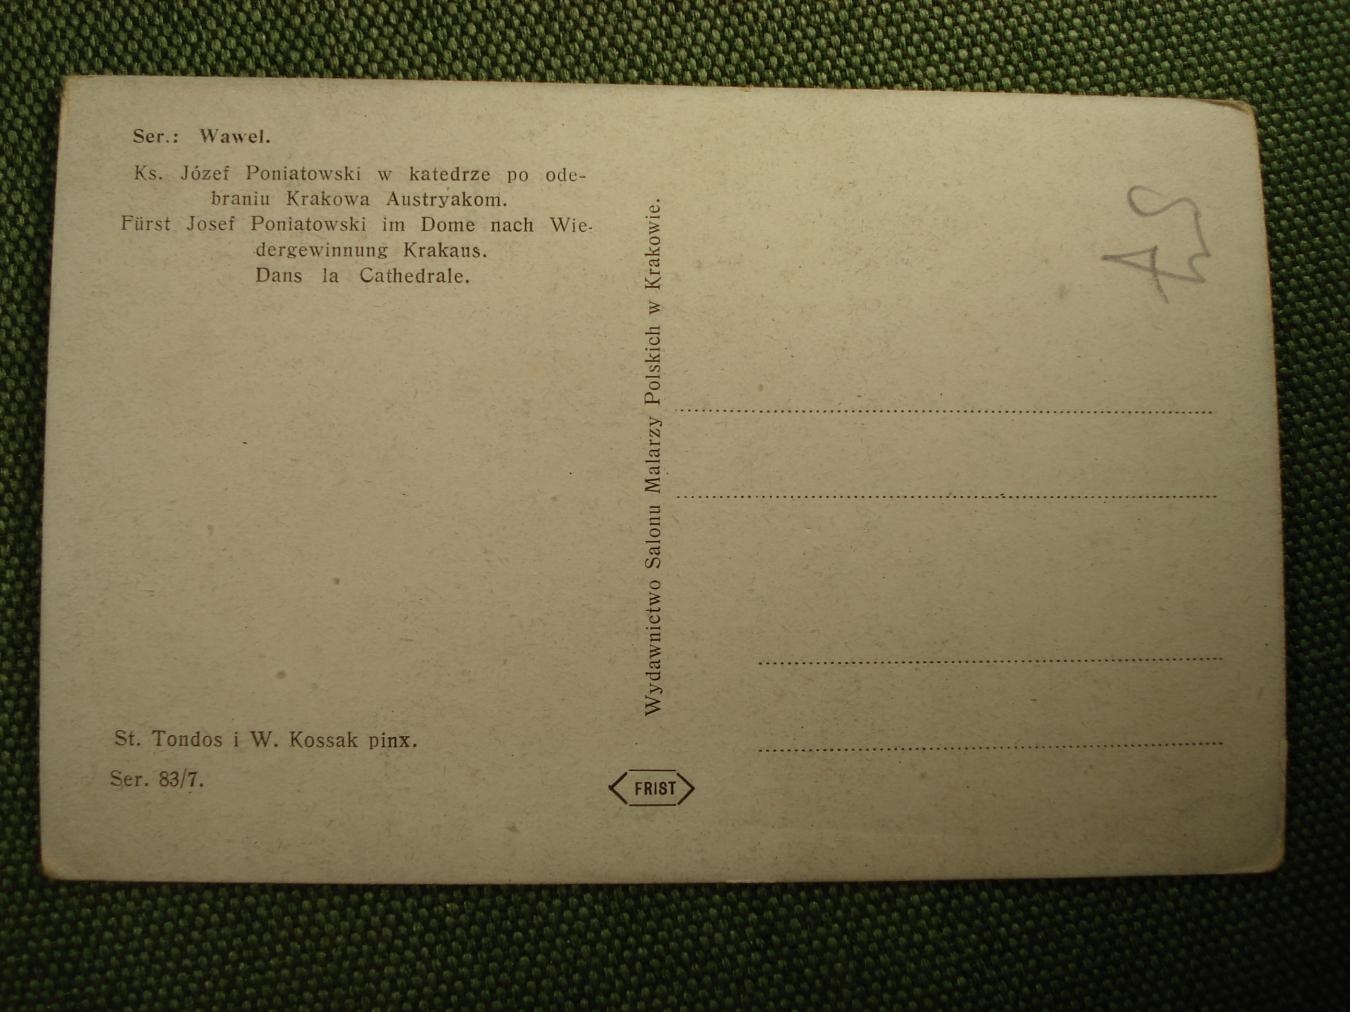 Ser.: Wawel.
Ks. Józef Poniatowski w katedrze po ode-
braniu Krakowa Austryakom.
Fürst Josef Poniatowski im Dome nach Wie-
dergewinnung Krakaus.
Dans la Cathedrale.
St. Tondos i W. Kossak pinx.
Ser. 83/7.
Wydawnictwo Salonu Malarzy Polskich w Krakowie.
FRIST